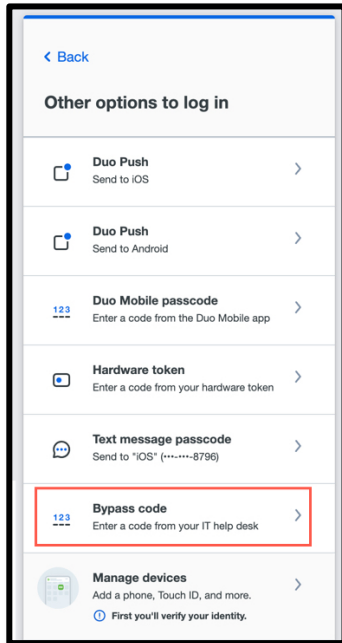 Back
Other options to log in
Duo Push
Send to iOS
Duo Push
Send to Android
123
Duo Mobile passcode
Enter a code from the Duo Mobile app
Hardware token
Enter a code from your hardware token
Text message passcode
Send to "iOS" (•••-•••-8796)
123
Bypass code
Enter a code from your IT help desk
Manage devices
Add a phone, Touch ID, and more.
First you'll verify your identity.